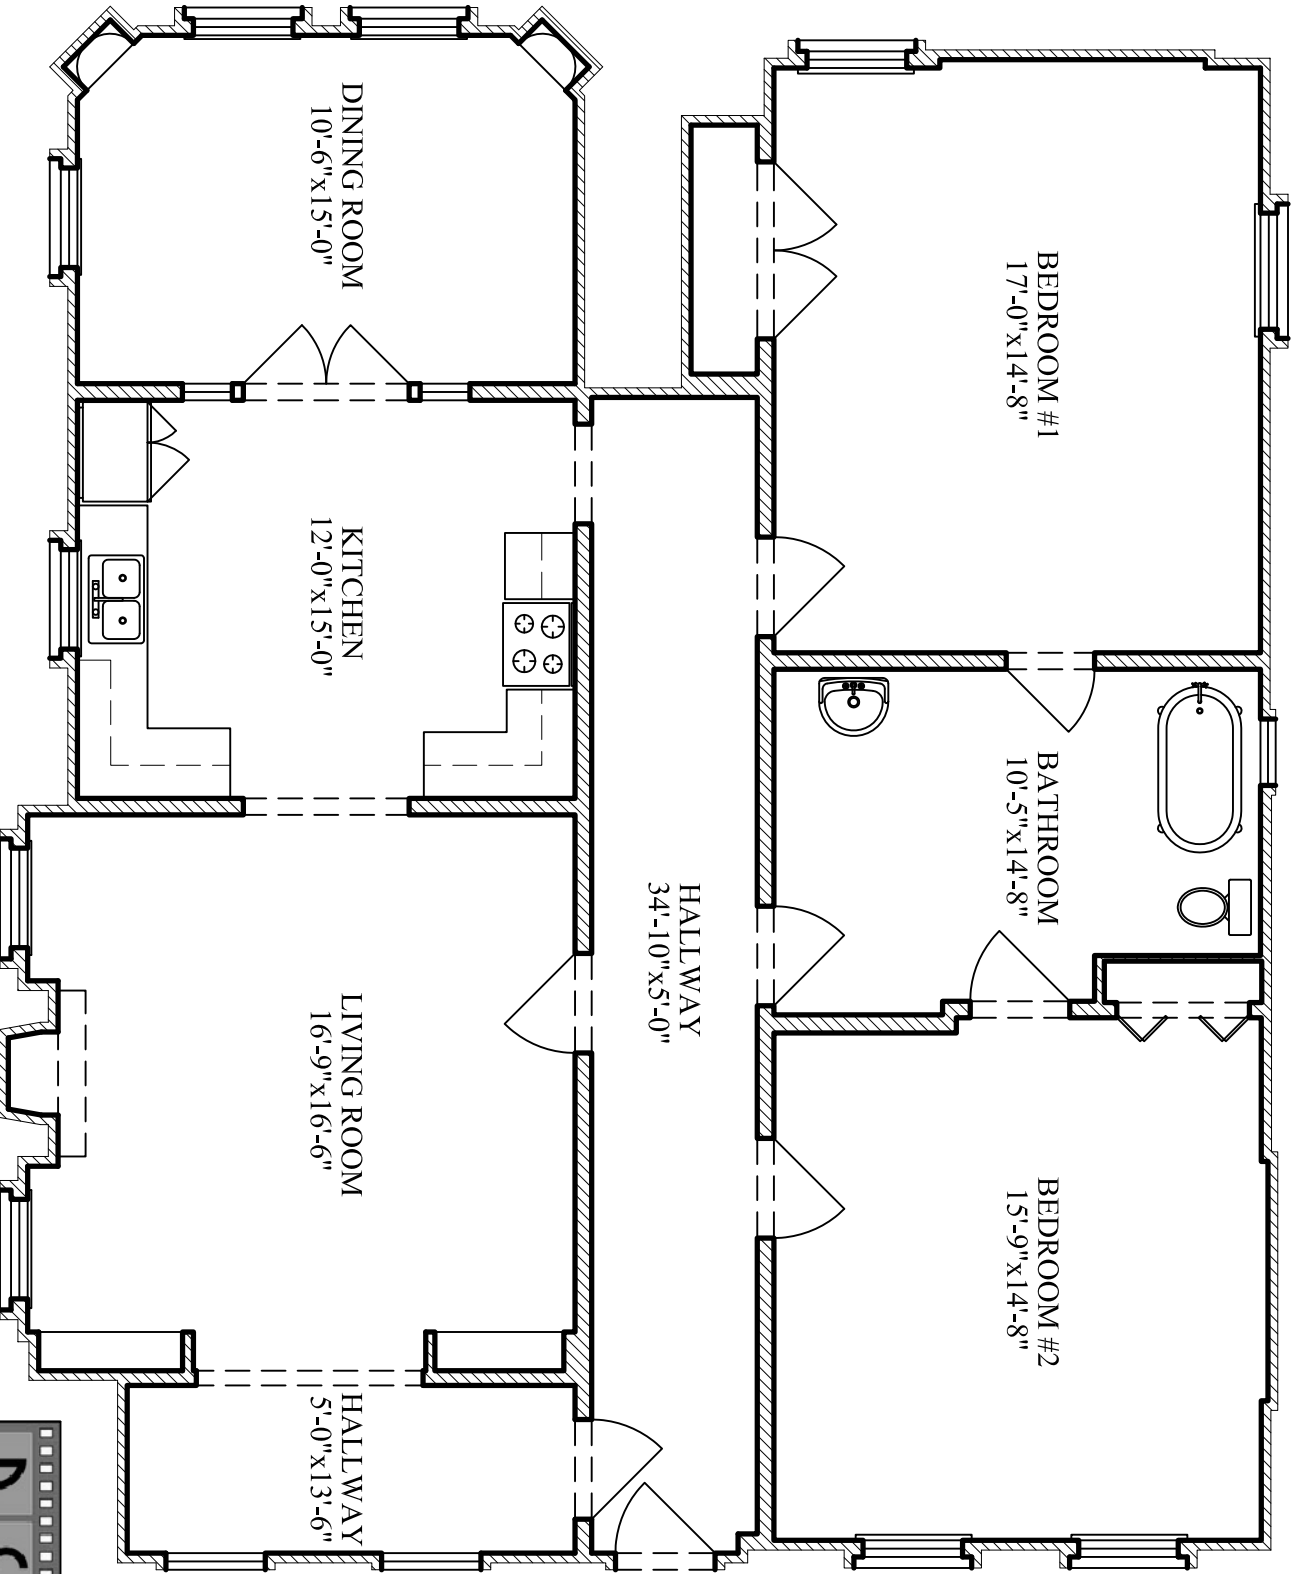 DINING ROOM
10'-6"x15'-0"
BEDROOM #1
17'-0"x14'-8"
KITCHEN
12'-0"x15'-0"
BATHROOM
10'-5"x14'-8"
HALLWAY
34'-10"x5'-0"
LIVING ROOM
16'-9"x16'-6"
BEDROOM #2
15'-9"x14'-8"
HALLWAY
5'-0"x13'-6"